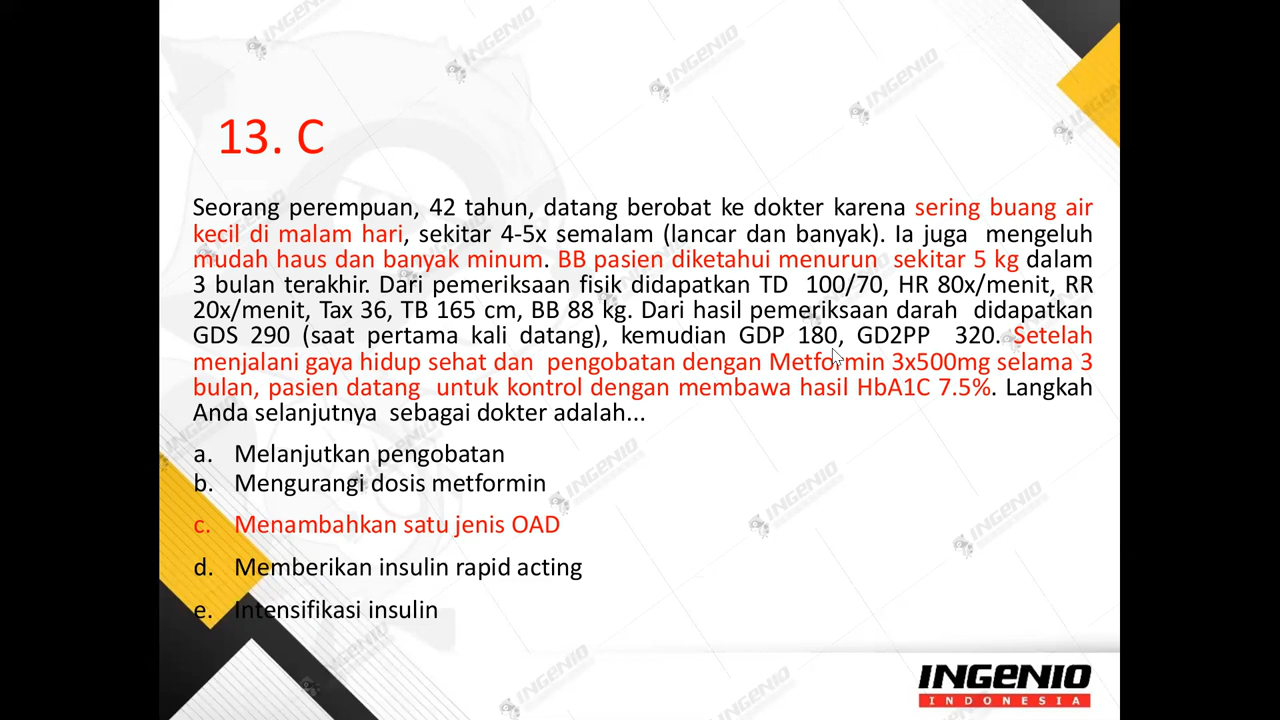 13. C
Seorang perempuan, 42 tahun, datang berobat ke dokter karena sering buang air
kecil di malam hari, sekitar 4-5x semalam (lancar dan banyak). Ia juga mengeluh
mudah haus dan banyak minum. BB pasien diketahui menurun sekitar 5 kg dalam
3 bulan terakhir. Dari pemeriksaan fisik didapatkan TD 100/70, HR 80x/menit, RR
20x/menit, Tax 36, TB 165 cm, BB 88 kg. Dari hasil pemeriksaan darah didapatkan
GDS 290 (saat pertama kali datang), kemudian GDP 180, GD2PP 320. Setelah
menjalani gaya hidup sehat dan pengobatan dengan Metformin 3x500mg selama 3
bulan, pasien datang untuk kontrol dengan membawa hasil HbA1C 7.5%. Langkah
Anda selanjutnya sebagai dokter adalah...
a. Melanjutkan pengobatan
b. Mengurangi dosis metformin
c. Menambahkan satu jenis OAD
d. Memberikan insulin rapid acting
e. Intensifikasi insulin
INGENIO
INDONESIA